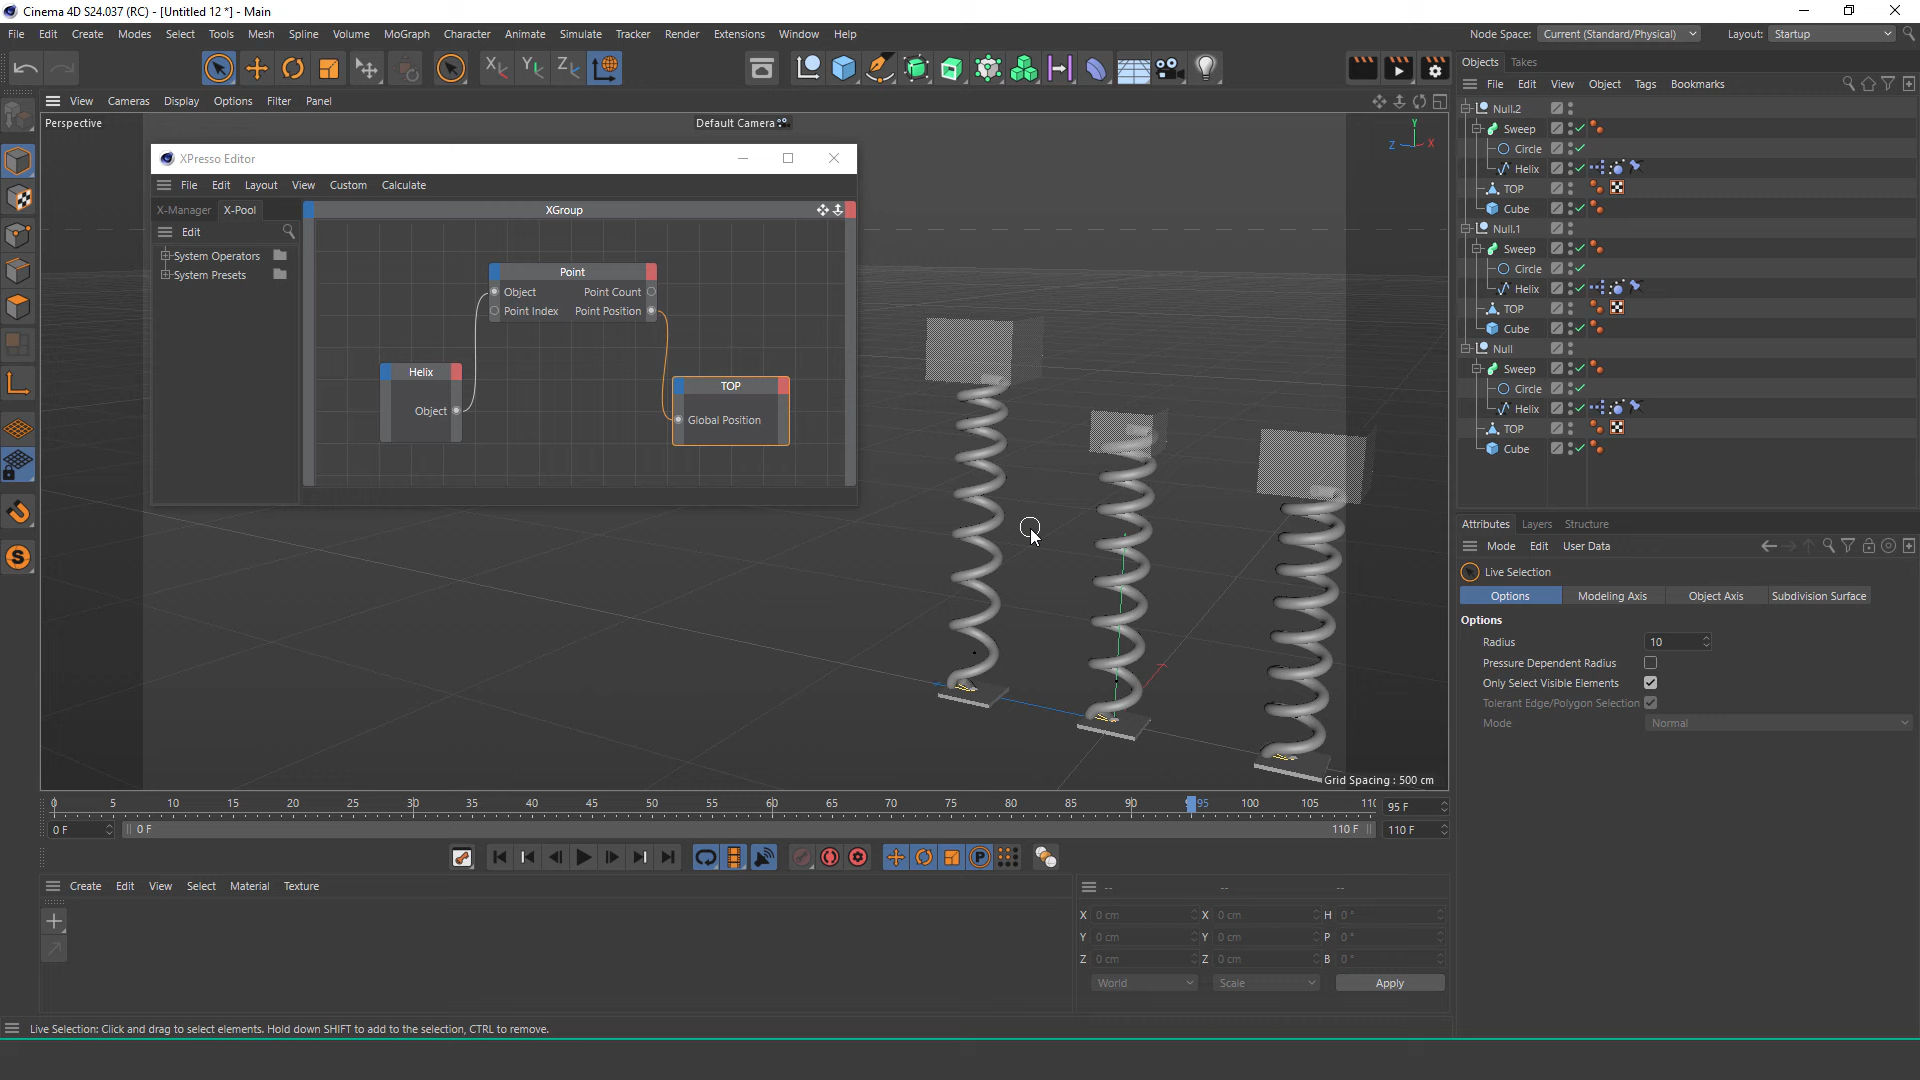 Cinema 4D S24.037 (RC) - [Untitled 12 *] - Main
File Edit Create Modes Select Tools Mesh Spline Volume MoGraph Character Animate Simulate Tracker Render Extensions Window Help
Node Space: Current (Standard/Physical) Layout: Startup
View Cameras Display Options Filter Panel
Perspective
Default Camera
Y
Z X
XPresso Editor
File Edit Layout View Custom Calculate
X-Manager X-Pool
XGroup
Edit
System Operators
System Presets
Point
Object Point Count
Point Index Point Position
Helix
Object
TOP
Global Position
Grid Spacing : 500 cm
Objects Takes
File Edit View Object Tags Bookmarks
Null.2
Sweep
Circle
Helix
TOP
Cube
Null.1
Sweep
Circle
Helix
TOP
Cube
Null
Sweep
Circle
Helix
TOP
Cube
Attributes Layers Structure
Mode Edit User Data
Live Selection
Options Modeling Axis Object Axis Subdivision Surface
Options
Radius 10
Pressure Dependent Radius
Only Select Visible Elements
Tolerant Edge/Polygon Selection
Mode Normal
0 5 10 15 20 25 30 35 40 45 50 55 60 65 70 75 80 85 90 95 100 105 110
95 F
0 F 0 F 110 F 110 F
Create Edit View Select Material Texture
-- -- --
X 0 cm X 0 cm H 0 °
Y 0 cm Y 0 cm P 0 °
Z 0 cm Z 0 cm B 0 °
World Scale Apply
Live Selection: Click and drag to select elements. Hold down SHIFT to add to the selection, CTRL to remove.